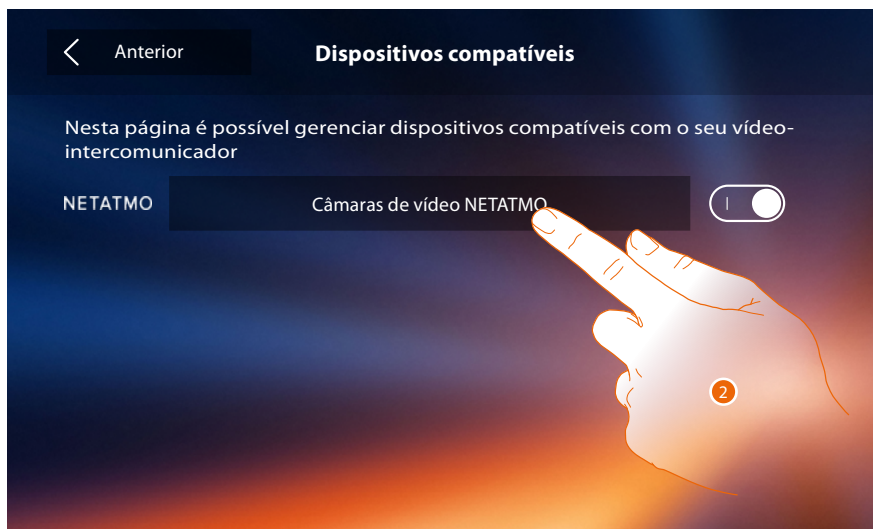 Anterior
Dispositivos compatíveis
Nesta página é possível gerenciar dispositivos compatíveis com o seu vídeo-
intercomunicador
NETATMO
Câmaras de vídeo NETATMO
2